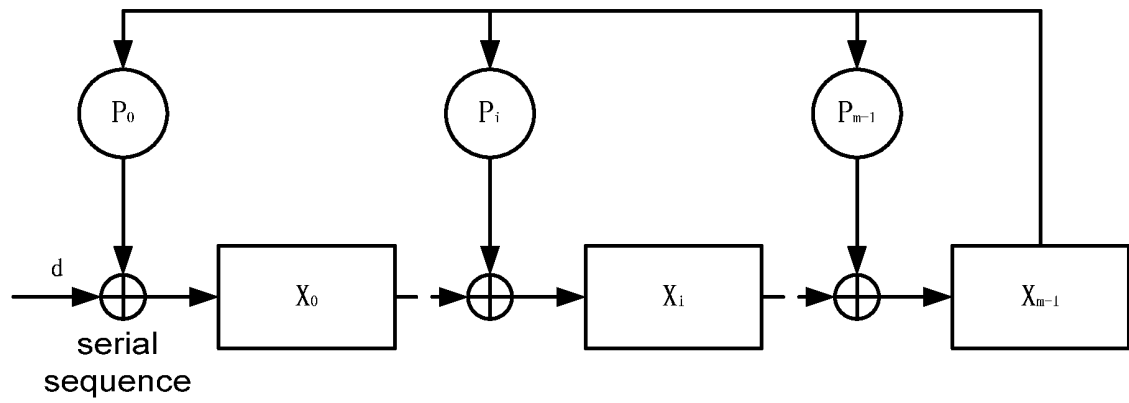 P₀ Pᵢ Pₘ₋₁
d
X₀ Xᵢ Xₘ₋₁
serial
sequence